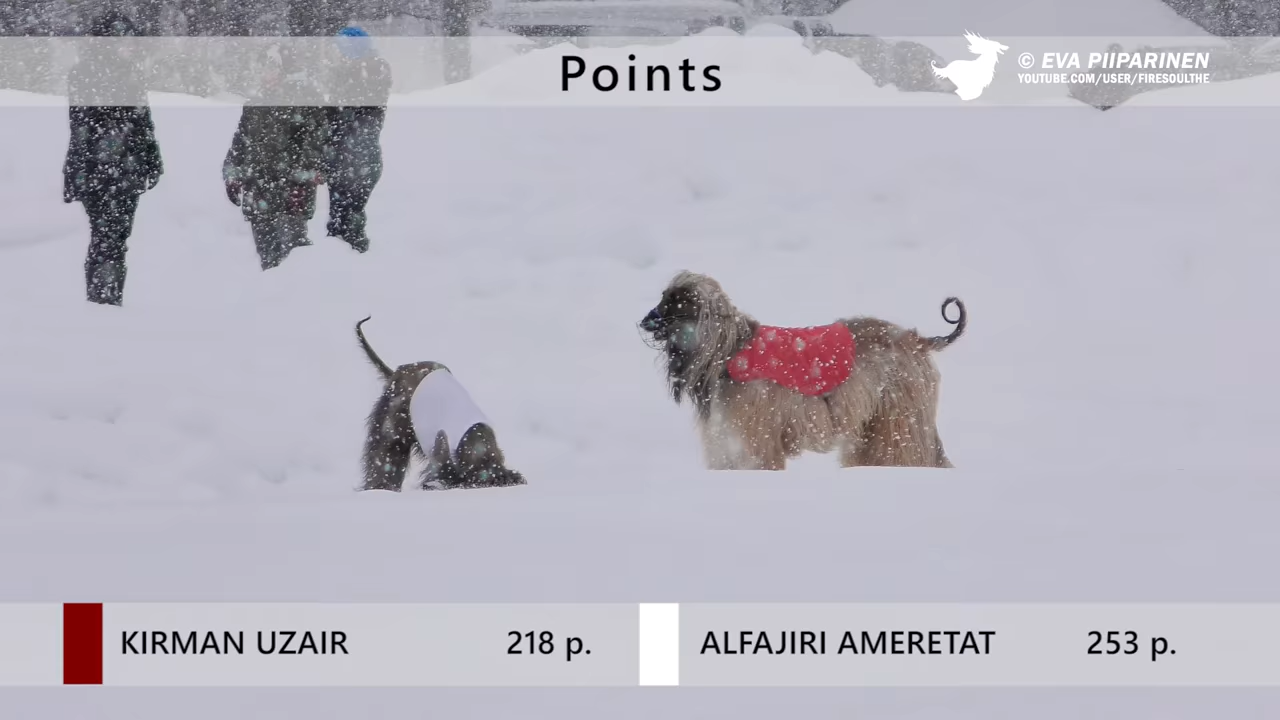 Points
© EVA PIIPARINEN
YOUTUBE.COM/USER/FIRESOULTHE
KIRMAN UZAIR 218 p. ALFAJIRI AMERETAT 253 p.